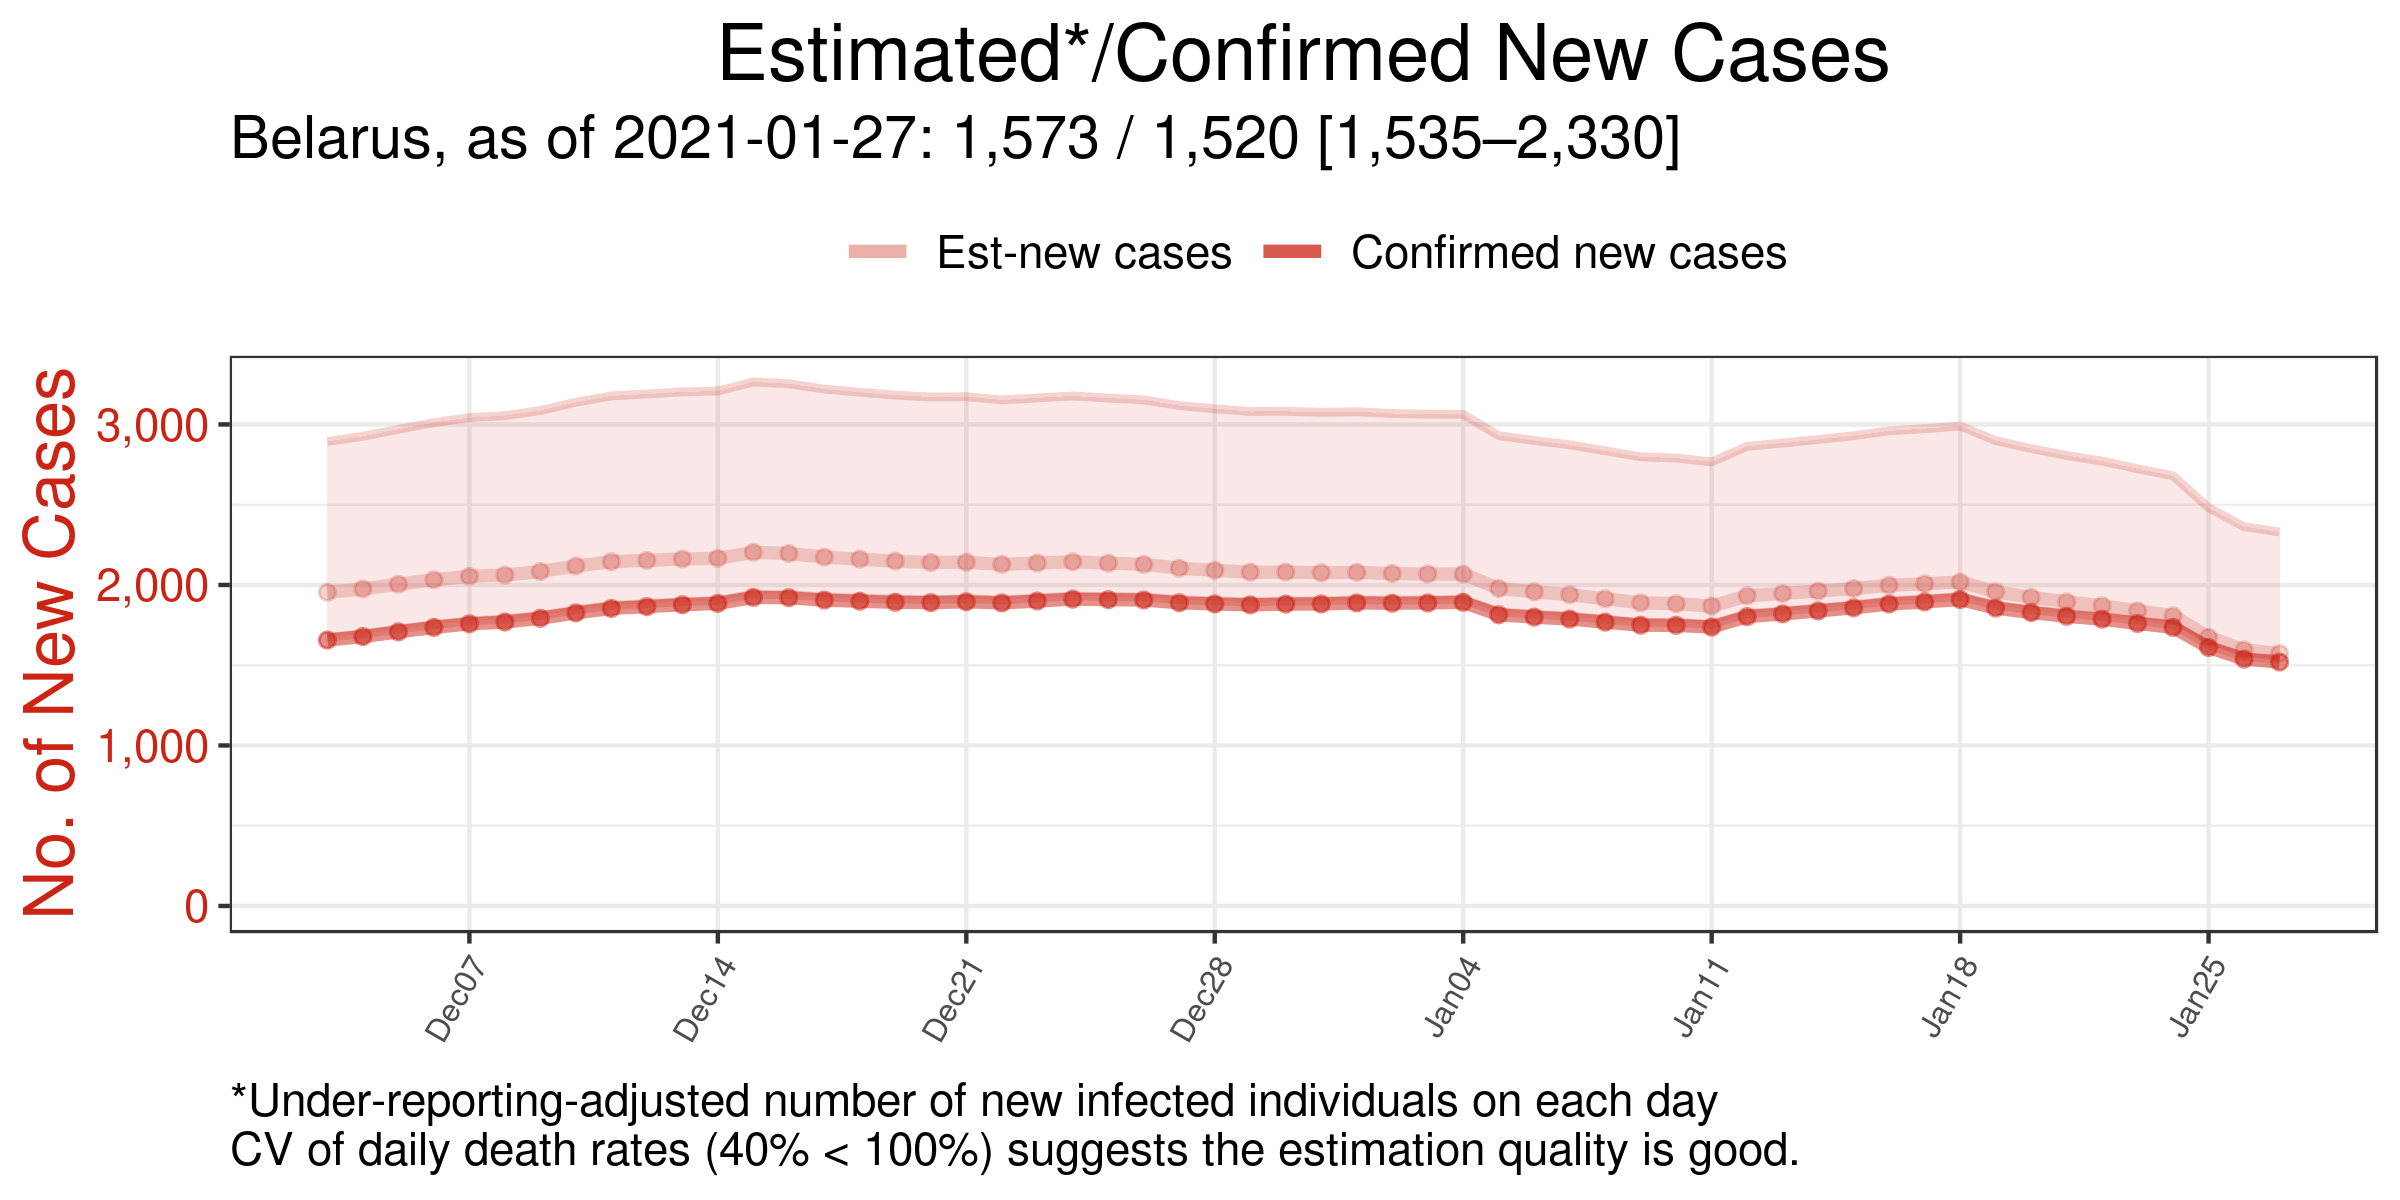 Estimated*/Confirmed New Cases
Belarus, as of 2021-01-27: 1,573 / 1,520 [1,535–2,330]
Est-new cases
Confirmed new cases
No. of New Cases
3,000
2,000
1,000
0
Dec07
Dec14
Dec21
Dec28
Jan04
Jan11
Jan18
Jan25
*Under-reporting-adjusted number of new infected individuals on each day
CV of daily death rates (40% < 100%) suggests the estimation quality is good.